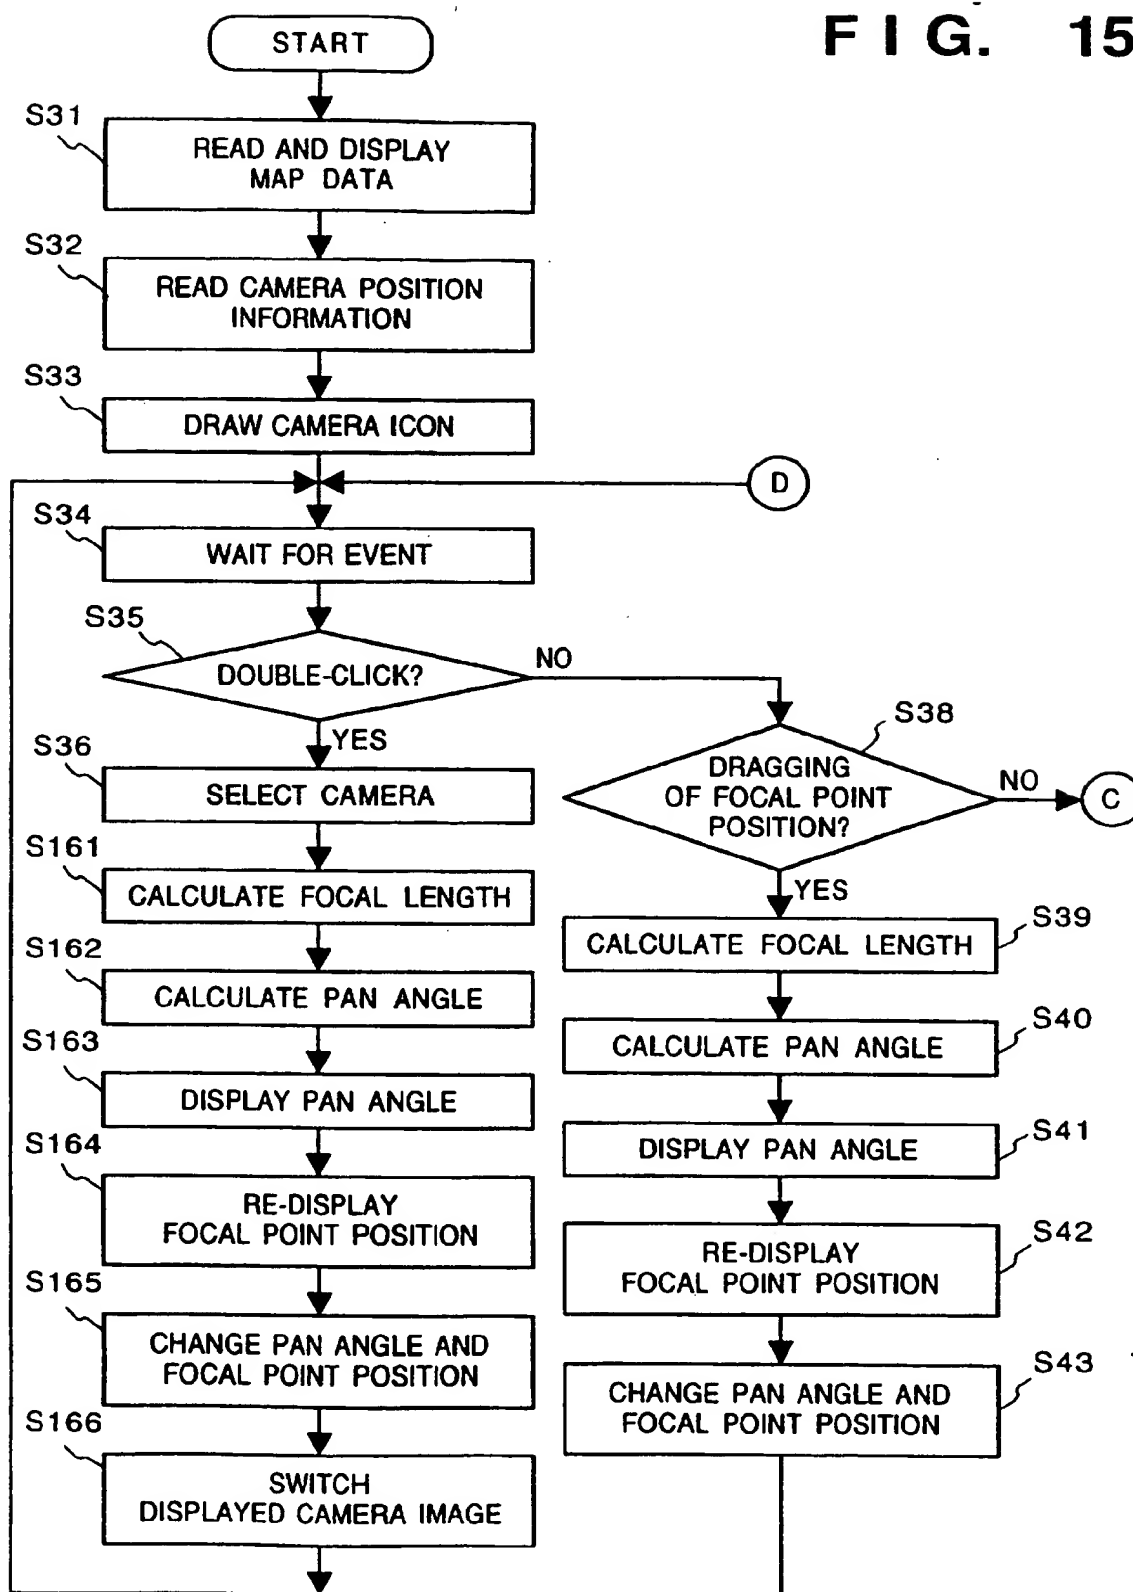 FIG. 15
START
S31
READ AND DISPLAY
MAP DATA
S32
READ CAMERA POSITION
INFORMATION
S33
DRAW CAMERA ICON
D
S34
WAIT FOR EVENT
S35
DOUBLE-CLICK?
NO
YES
S36
SELECT CAMERA
S161
CALCULATE FOCAL LENGTH
S162
CALCULATE PAN ANGLE
S163
DISPLAY PAN ANGLE
S164
RE-DISPLAY
FOCAL POINT POSITION
S165
CHANGE PAN ANGLE AND
FOCAL POINT POSITION
S166
SWITCH
DISPLAYED CAMERA IMAGE
S38
DRAGGING
OF FOCAL POINT
POSITION?
NO
C
YES
S39
CALCULATE FOCAL LENGTH
S40
CALCULATE PAN ANGLE
S41
DISPLAY PAN ANGLE
S42
RE-DISPLAY
FOCAL POINT POSITION
S43
CHANGE PAN ANGLE AND
FOCAL POINT POSITION